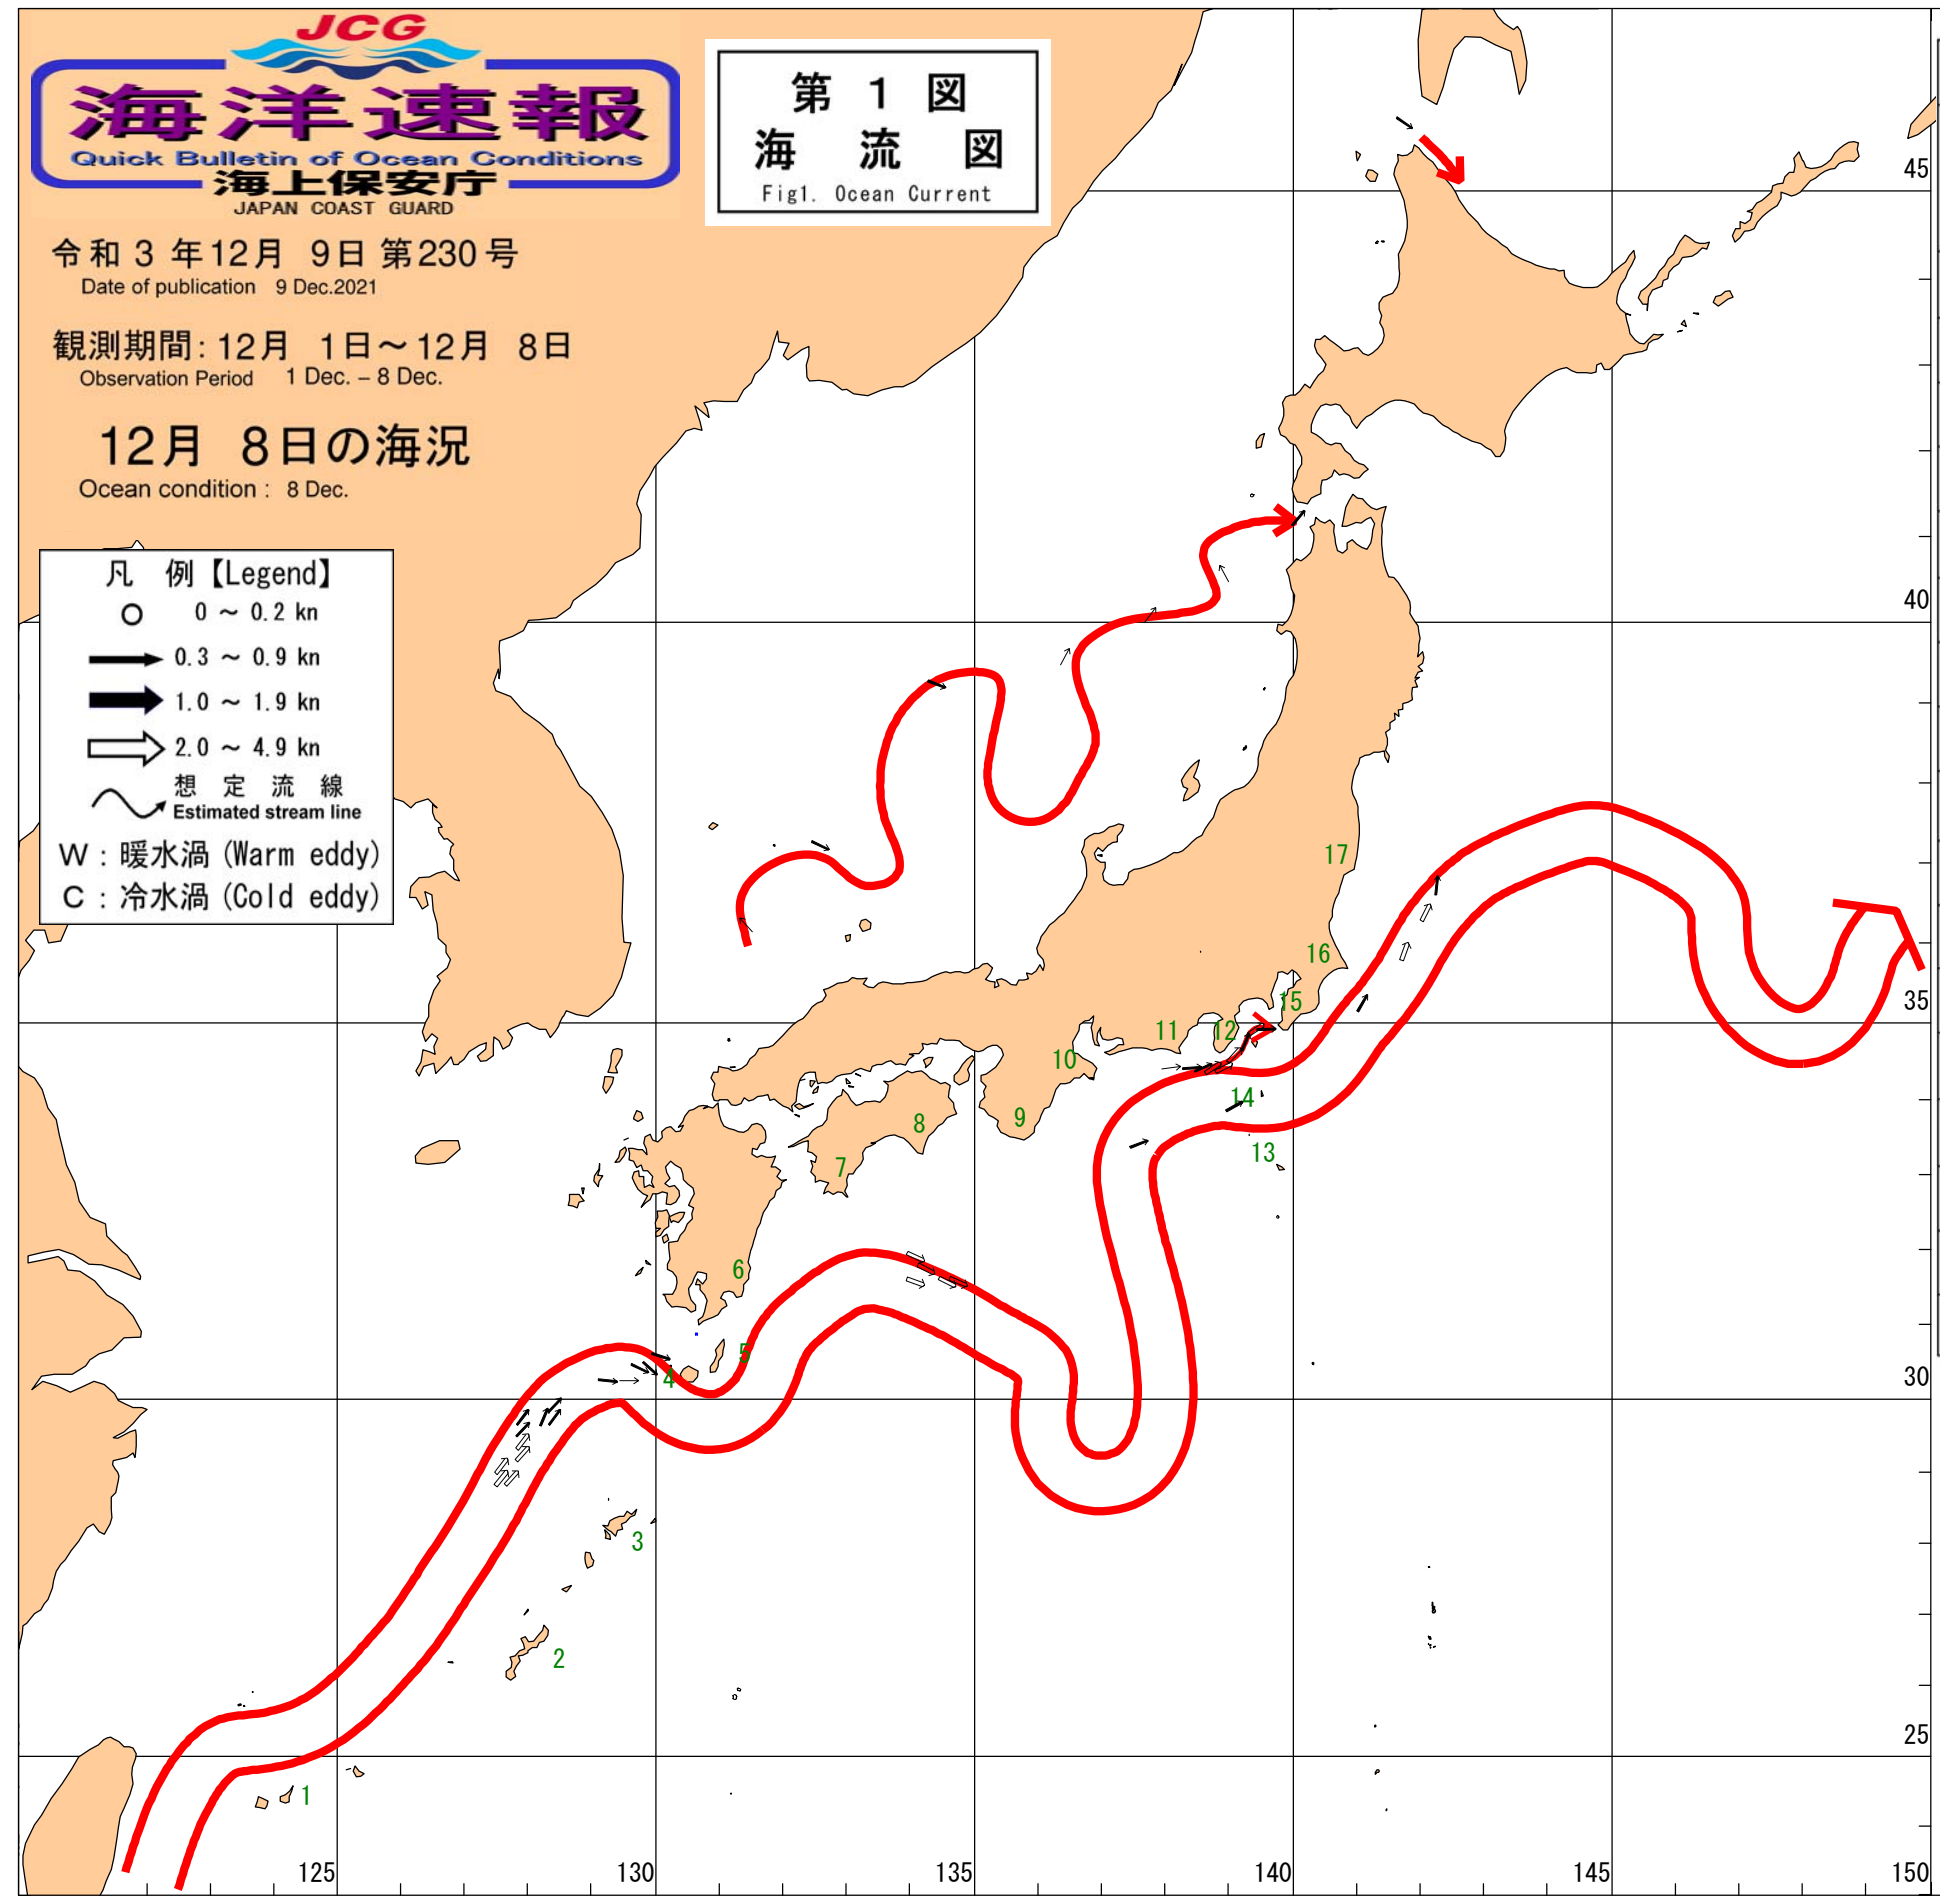 JCG
海洋速報
Quick Bulletin of Ocean Conditions
海上保安庁
JAPAN COAST GUARD
令和 3 年12月 9日 第230号
Date of publication 9 Dec.2021
観測期間: 12月 1日～12月 8日
Observation Period 1 Dec. – 8 Dec.
12月 8日の海況
Ocean condition : 8 Dec.
第 1 図
海 流 図
Fig1. Ocean Current
凡 例【Legend】
0 ～ 0.2 kn
0.3 ～ 0.9 kn
1.0 ～ 1.9 kn
2.0 ～ 4.9 kn
想 定 流 線
Estimated stream line
W : 暖水渦 (Warm eddy)
C : 冷水渦 (Cold eddy)
45
40
17
16
35
15
12
11
10
14
9
8
13
7
6
5
4
30
3
2
25
1
125
130
135
140
145
150